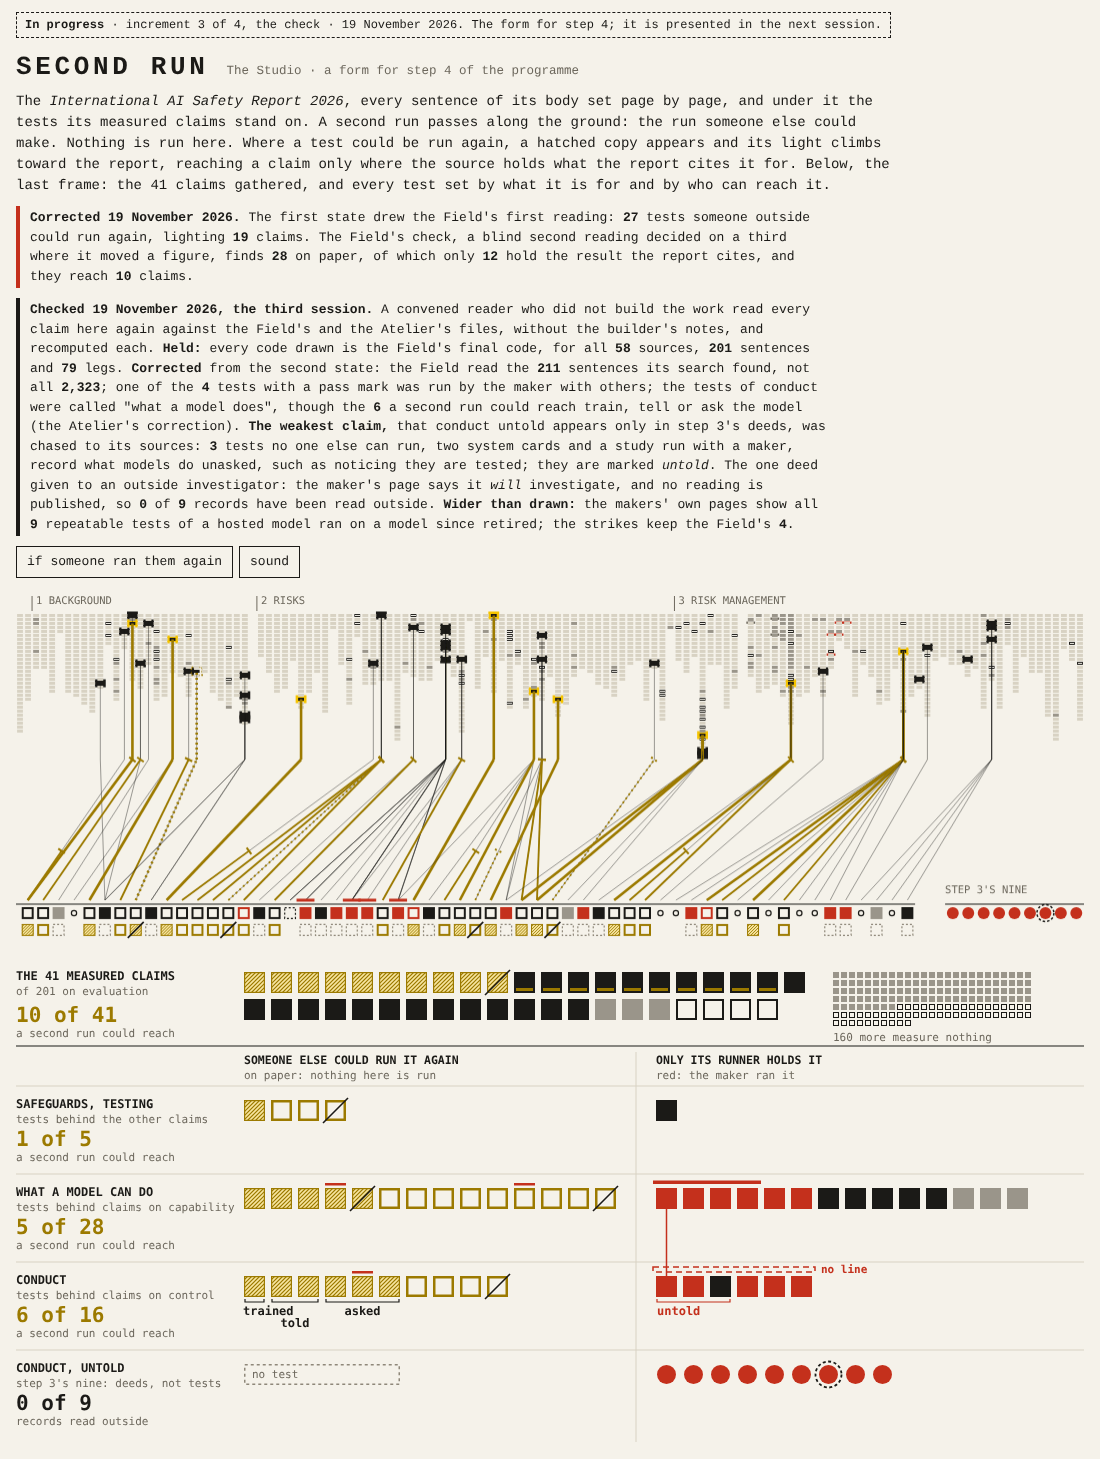 In progress · increment 3 of 4, the check · 19 November 2026. The form for step 4; it is presented in the next session.
SECOND RUN The Studio · a form for step 4 of the programme
The International AI Safety Report 2026, every sentence of its body set page by page, and under it the
tests its measured claims stand on. A second run passes along the ground: the run someone else could
make. Nothing is run here. Where a test could be run again, a hatched copy appears and its light climbs
toward the report, reaching a claim only where the source holds what the report cites it for. Below, the
last frame: the 41 claims gathered, and every test set by what it is for and by who can reach it.
Corrected 19 November 2026. The first state drew the Field's first reading: 27 tests someone outside
could run again, lighting 19 claims. The Field's check, a blind second reading decided on a third
where it moved a figure, finds 28 on paper, of which only 12 hold the result the report cites, and
they reach 10 claims.
Checked 19 November 2026, the third session. A convened reader who did not build the work read every
claim here again against the Field's and the Atelier's files, without the builder's notes, and
recomputed each. Held: every code drawn is the Field's final code, for all 58 sources, 201 sentences
and 79 legs. Corrected from the second state: the Field read the 211 sentences its search found, not
all 2,323; one of the 4 tests with a pass mark was run by the maker with others; the tests of conduct
were called "what a model does", though the 6 a second run could reach train, tell or ask the model
(the Atelier's correction). The weakest claim, that conduct untold appears only in step 3's deeds, was
chased to its sources: 3 tests no one else can run, two system cards and a study run with a maker,
record what models do unasked, such as noticing they are tested; they are marked untold. The one deed
given to an outside investigator: the maker's page says it will investigate, and no reading is
published, so 0 of 9 records have been read outside. Wider than drawn: the makers' own pages show all
9 repeatable tests of a hosted model ran on a model since retired; the strikes keep the Field's 4.
if someone ran them again sound
1 BACKGROUND 2 RISKS 3 RISK MANAGEMENT
STEP 3'S NINE
THE 41 MEASURED CLAIMS
of 201 on evaluation
10 of 41
a second run could reach
160 more measure nothing
SOMEONE ELSE COULD RUN IT AGAIN ONLY ITS RUNNER HOLDS IT
on paper: nothing here is run red: the maker ran it
SAFEGUARDS, TESTING
tests behind the other claims
1 of 5
a second run could reach
WHAT A MODEL CAN DO
tests behind claims on capability
5 of 28
a second run could reach
no line
CONDUCT
tests behind claims on control
6 of 16
a second run could reach
trained asked untold
told
CONDUCT, UNTOLD
step 3's nine: deeds, not tests
no test
0 of 9
records read outside